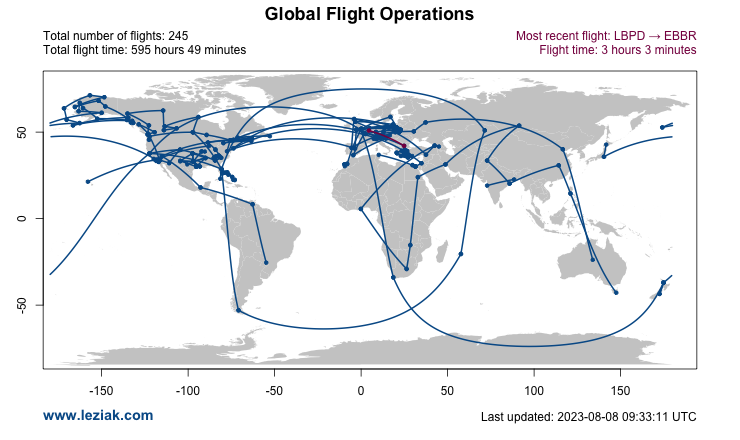 Global Flight Operations
Total number of flights: 245
Most recent flight: LBPD → EBBR
Total flight time: 595 hours 49 minutes
Flight time: 3 hours 3 minutes
50
0
-50
-150
-100
-50
0
50
100
150
www.leziak.com
Last updated: 2023-08-08 09:33:11 UTC